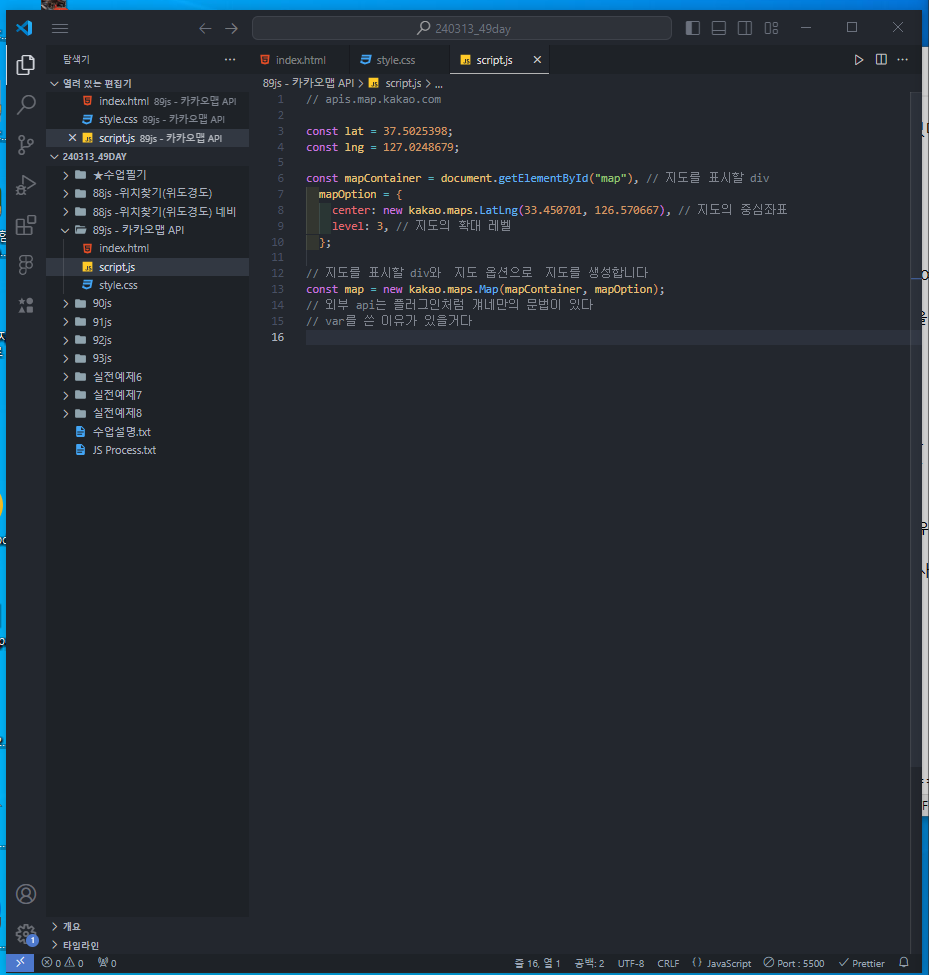 240313_49day
탐색기
index.html
style.css
script.js
열려 있는 편집기
index.html 89js - 카카오맵 API
style.css 89js - 카카오맵 API
script.js 89js - 카카오맵 API
240313_49DAY
★수업필기
88js -위치찾기(위도경도)
88js -위치찾기(위도경도) 네비
89js - 카카오맵 API
index.html
script.js
style.css
90js
91js
92js
93js
실전예제6
실전예제7
실전예제8
수업설명.txt
JS Process.txt
개요
타임라인
89js - 카카오맵 API > script.js > ...
1 // apis.map.kakao.com
2
3 const lat = 37.5025398;
4 const lng = 127.0248679;
5
6 const mapContainer = document.getElementById("map"), // 지도를 표시할 div
7 mapOption = {
8 center: new kakao.maps.LatLng(33.450701, 126.570667), // 지도의 중심좌표
9 level: 3, // 지도의 확대 레벨
10 };
11
12 // 지도를 표시할 div와  지도 옵션으로  지도를 생성합니다
13 const map = new kakao.maps.Map(mapContainer, mapOption);
14 // 외부 api는 플러그인처럼 걔네만의 문법이 있다
15 // var를 쓴 이유가 있을거다
16
1
0 0 0
줄 16, 열 1 공백: 2 UTF-8 CRLF {} JavaScript Port : 5500 Prettier